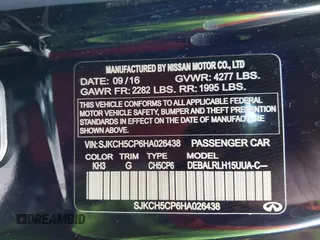 MANUFACTURED BY NISSAN MOTOR CO., LTD
DATE: 09/16 GVWR: 4277 LBS.
GAWR FR: 2282 LBS. RR: 1995 LBS.
THIS VEHICLE CONFORMS TO ALL APPLICABLE FEDERAL MOTOR VEHICLE SAFETY, BUMPER, AND THEFT PREVENTION STANDARDS IN EFFECT ON THE DATE OF MANUFACTURE SHOWN ABOVE.
VIN: SJKCH5CP6HA026438 PASSENGER CAR
COLOR TRIM MODEL
KH3 G CH5CP6 DEBALRLH15UUA-C—
SJKCH5CP6HA026438
INFINITI
DREAMBID